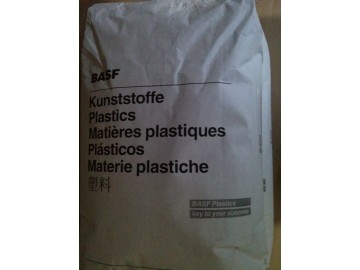 BASF
Kunststoffe
Plastics
Matières plastiques
Plásticos
Materie plastiche
塑料
BASF Plastics
key to your success